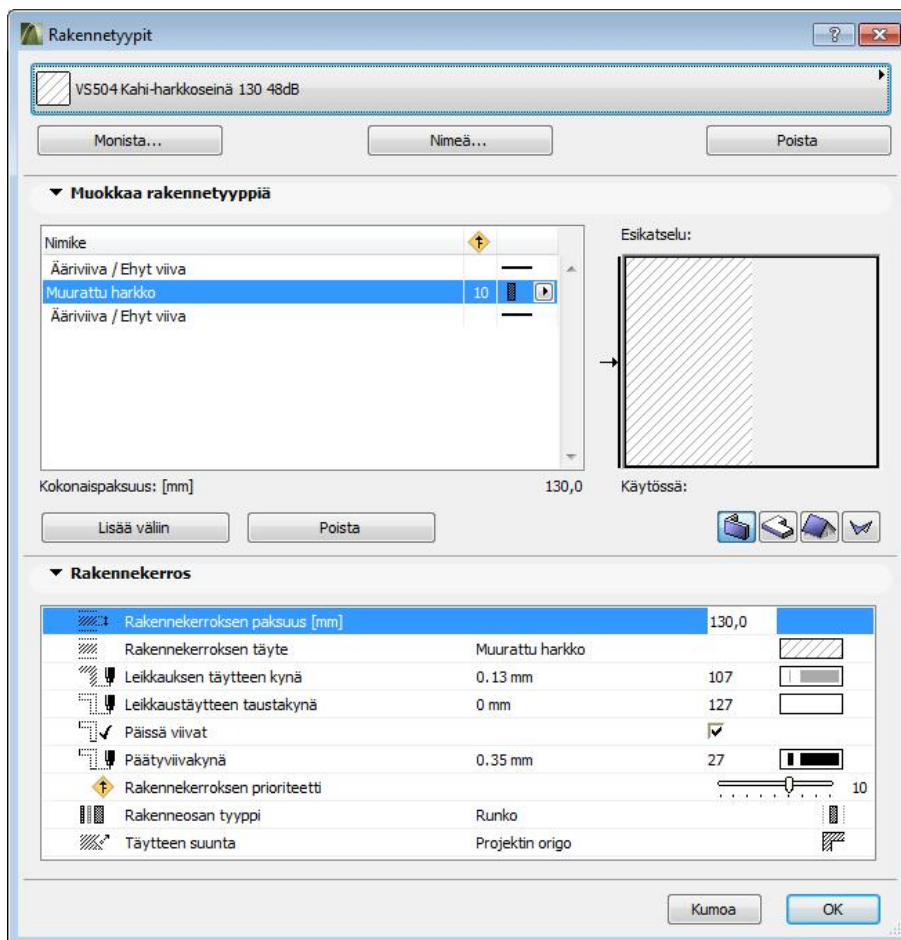 Rakennetyypit
VS504 Kahi-harkkoseinä 130 48dB
Monista... Nimeä... Poista
Muokkaa rakennetyyppiä
Nimike
Ääriviiva / Ehyt viiva
Muurattu harkko 10
Ääriviiva / Ehyt viiva
Esikatselu:
Kokonaispaksuus: [mm] 130,0
Käytössä:
Lisää väliin Poista
Rakennekerros
Rakennekerroksen paksuus [mm] 130,0
Rakennekerroksen täyte Muurattu harkko
Leikkauksen täytteen kynä 0.13 mm 107
Leikkaustäytteen taustakynä 0 mm 127
Päissä viivat
Päätyviivakynä 0.35 mm 27
Rakennekerroksen prioriteetti 10
Rakenneosan tyyppi Runko
Täytteen suunta Projektin origo
Kumoa OK